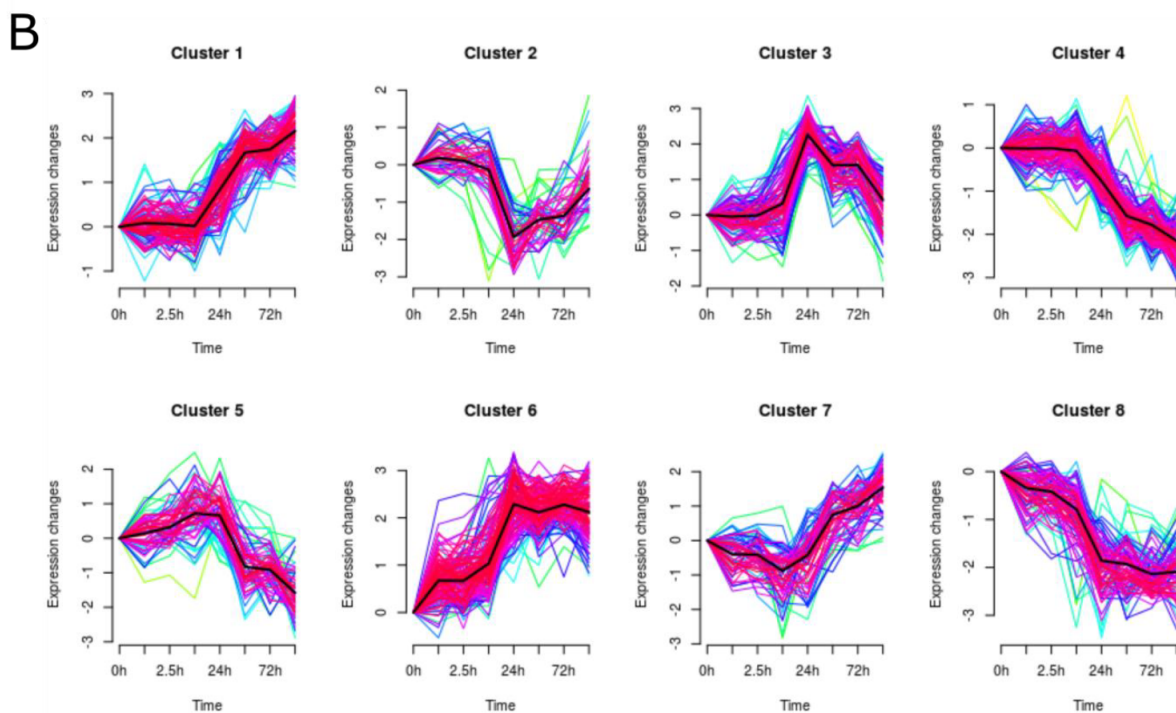 B
Cluster 1
Cluster 2
Cluster 3
Cluster 4
Expression changes
3
2
1
0
-1
0h 2.5h 24h 72h
Time
Expression changes
2
1
0
-1
-2
-3
0h 2.5h 24h 72h
Time
Expression changes
3
2
1
0
-1
-2
0h 2.5h 24h 72h
Time
Expression changes
1
0
-1
-2
-3
0h 2.5h 24h 72h
Time
Cluster 5
Cluster 6
Cluster 7
Cluster 8
Expression changes
2
1
0
-1
-2
-3
0h 2.5h 24h 72h
Time
Expression changes
3
2
1
0
0h 2.5h 24h 72h
Time
Expression changes
2
1
0
-1
-2
-3
0h 2.5h 24h 72h
Time
Expression changes
0
-1
-2
-3
0h 2.5h 24h 72h
Time